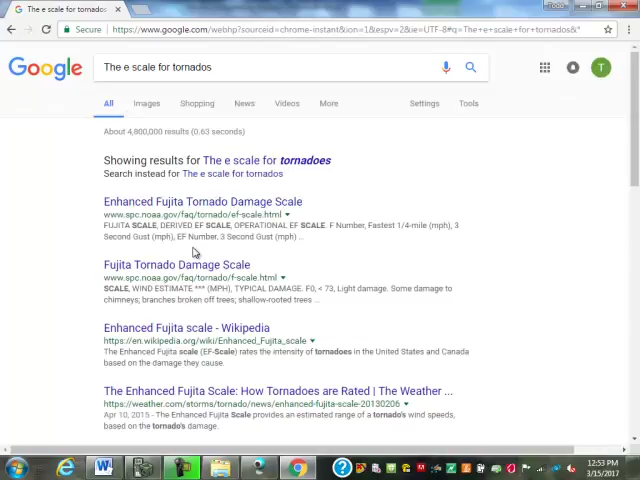 The e scale for tornados
Todo
Secure
https://www.google.com/webhp?sourceid=chrome-instant&ion=1&espv=2&ie=UTF-8#q=The+e+scale+for+tornados&*
Google
The e scale for tornados
T
All Images Shopping News Videos More Settings Tools
About 4,800,000 results (0.63 seconds)
Showing results for The e scale for tornadoes
Search instead for The e scale for tornados
Enhanced Fujita Tornado Damage Scale
www.spc.noaa.gov/faq/tornado/ef-scale.html
FUJITA SCALE, DERIVED EF SCALE, OPERATIONAL EF SCALE. F Number, Fastest 1/4-mile (mph), 3
Second Gust (mph), EF Number, 3 Second Gust (mph) ...
Fujita Tornado Damage Scale
www.spc.noaa.gov/faq/tornado/f-scale.html
SCALE, WIND ESTIMATE *** (MPH), TYPICAL DAMAGE. F0, < 73, Light damage. Some damage to
chimneys; branches broken off trees; shallow-rooted trees ...
Enhanced Fujita scale - Wikipedia
https://en.wikipedia.org/wiki/Enhanced_Fujita_scale
The Enhanced Fujita scale (EF-Scale) rates the intensity of tornadoes in the United States and Canada
based on the damage they cause.
The Enhanced Fujita Scale: How Tornadoes are Rated | The Weather ...
https://weather.com/storms/tornado/news/enhanced-fujita-scale-20130206
Apr 10, 2015 - The Enhanced Fujita Scale provides an estimated range of a tornado's wind speeds,
based on the tornado's damage.
12:53 PM
3/15/2017